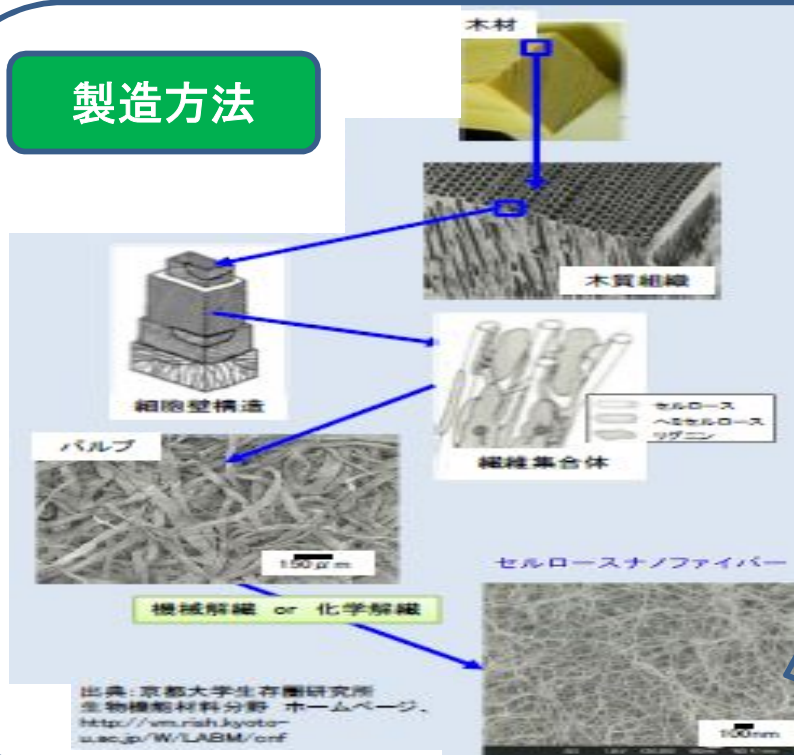 木材
製造方法
木質組織
細胞壁構造
セルロース
ヘミセルロース
リグニン
繊維集合体
パルプ
150μm
セルロースナノファイバー
機械解繊 or 化学解繊
出典:京都大学生存圏研究所
生物機能材料分野 ホームページ、
http://vm.rish.kyoto-
u.ac.jp/W/LABM/cnf
100nm